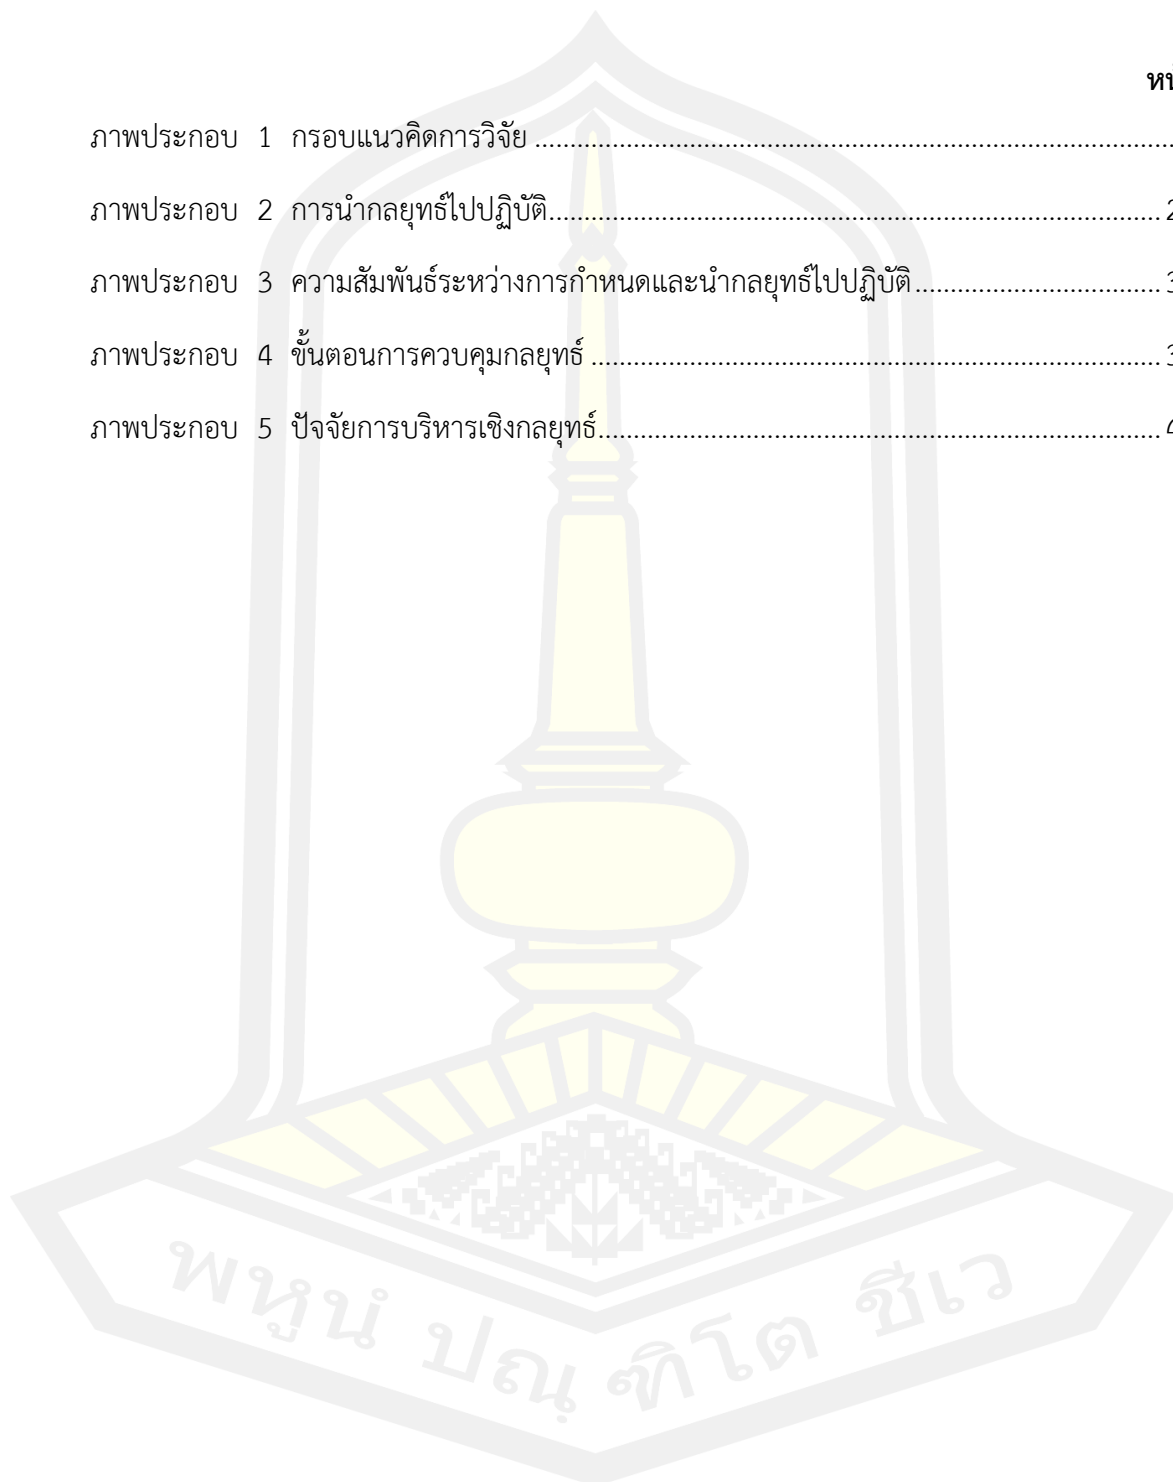 ภาพประกอบ 1 กรอบแนวคิดการวิจัย ........................................................................................
ภาพประกอบ 2 การนำกลยุทธ์ไปปฏิบัติ.....................................................................................
ภาพประกอบ 3 ความสัมพันธ์ระหว่างการกำหนดและนำกลยุทธ์ไปปฏิบัติ...................................
ภาพประกอบ 4 ขั้นตอนการควบคุมกลยุทธ์ ................................................................................
ภาพประกอบ 5 ปัจจัยการบริหารเชิงกลยุทธ์...............................................................................
พหูนํ ปณฺฑิโต ชีเว